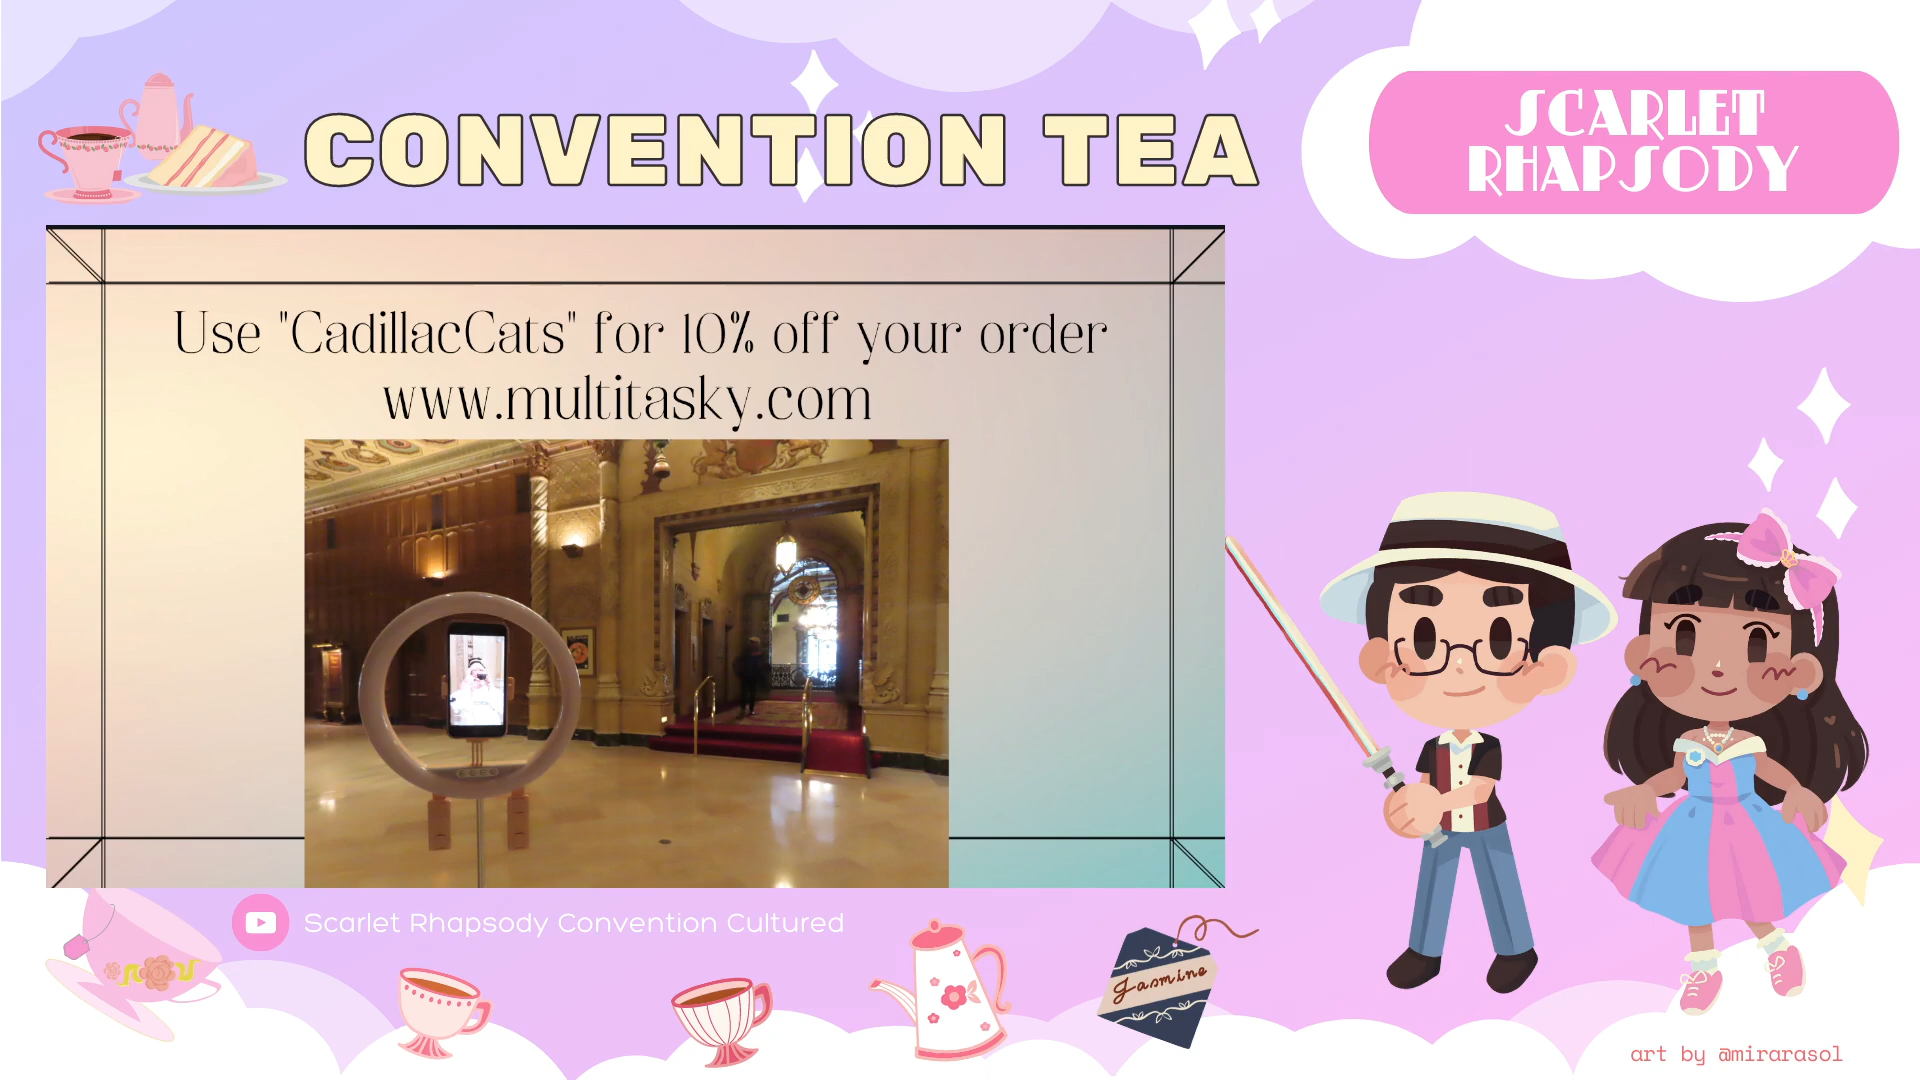 CONVENTION TEA
SCARLET
RHAPSODY
Use "CadillacCats" for 10% off your order
www.multitasky.com
Scarlet Rhapsody Convention Cultured
Jasmine
art by @mirarasol